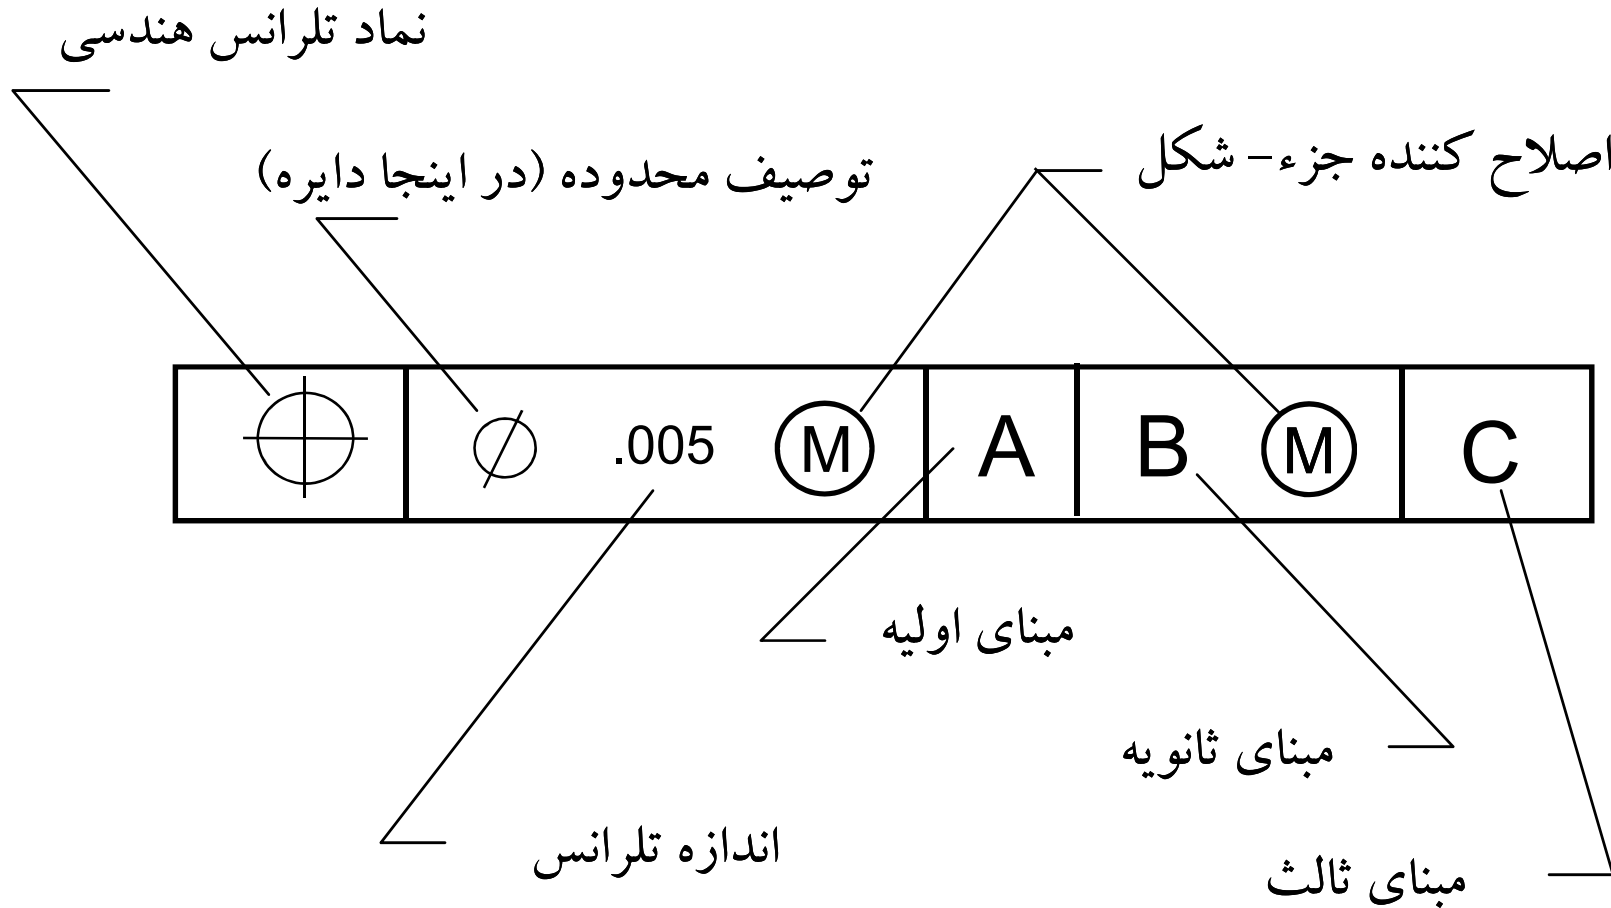 نماد تلرانس هندسی
اصلاح کننده جزء- شکل
توصیف محدوده (در اینجا دایره)
⌖ ∅ .005 Ⓜ A B Ⓜ C
مبنای اولیه
مبنای ثانویه
اندازه تلرانس
مبنای ثالث